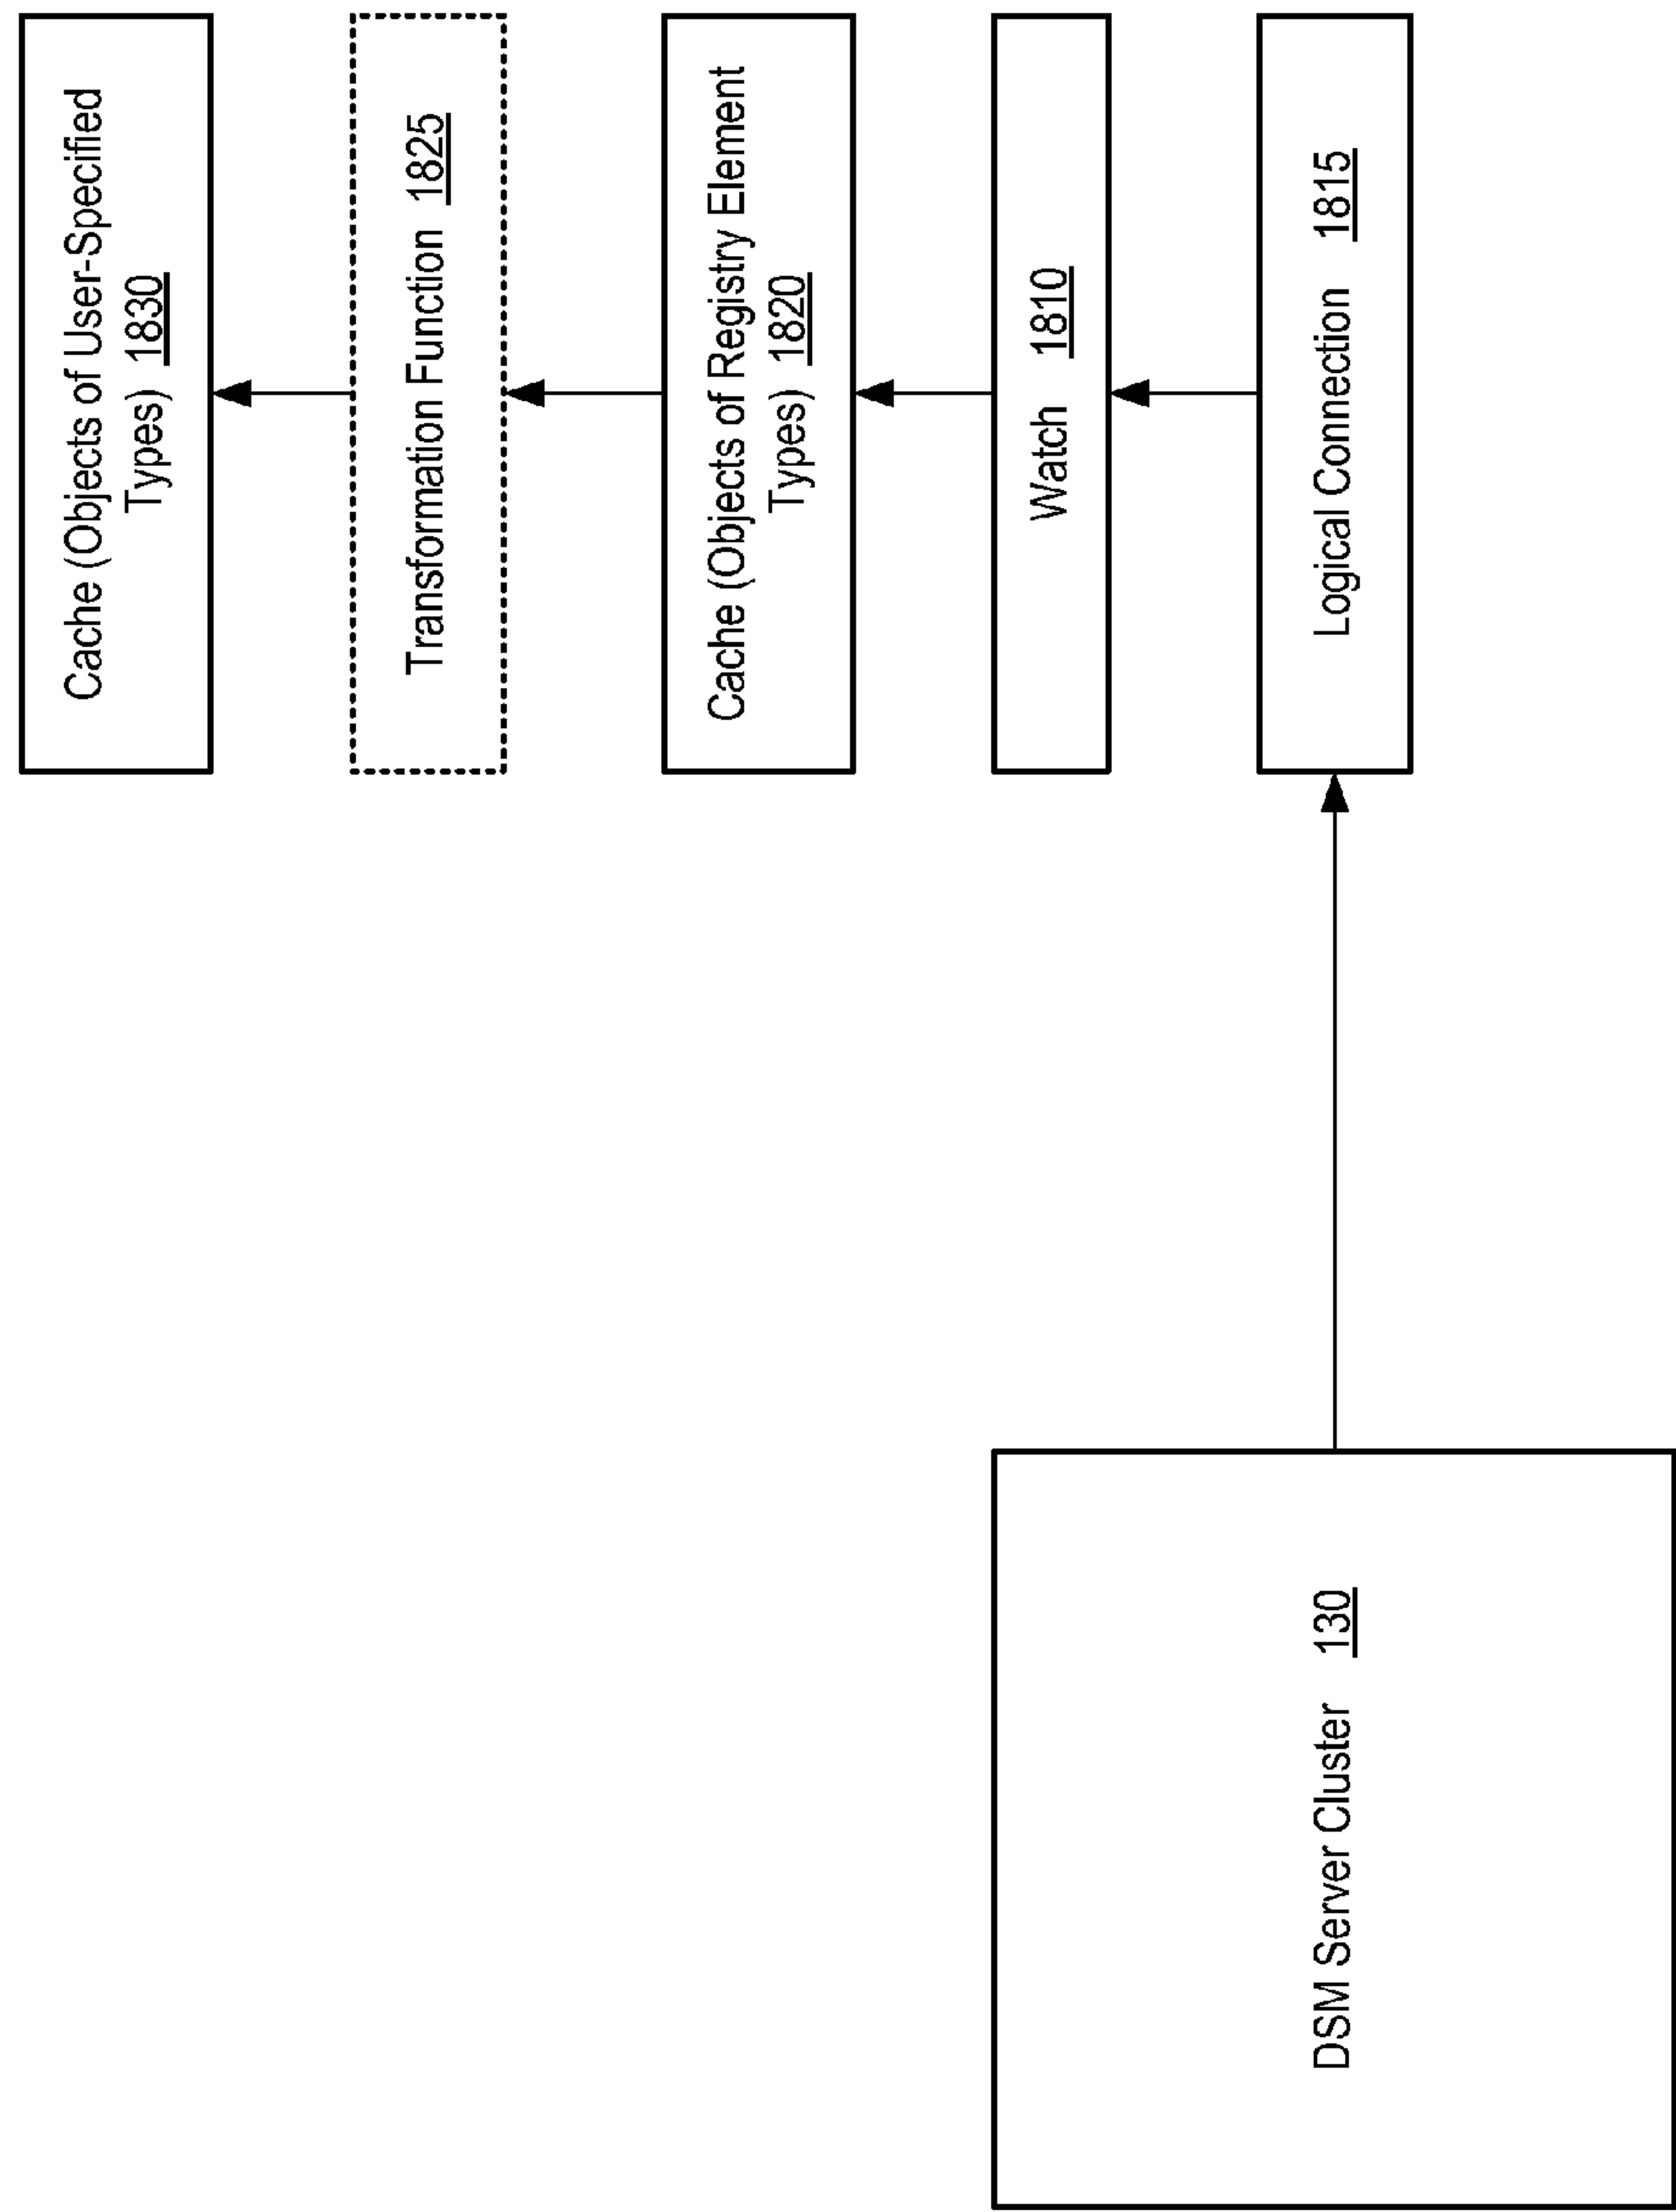 Cache (Objects of User-Specified
Types) 1830
Transformation Function 1825
Cache (Objects of Registry Element
Types) 1820
Watch 1810
Logical Connection 1815
DSM Server Cluster 130